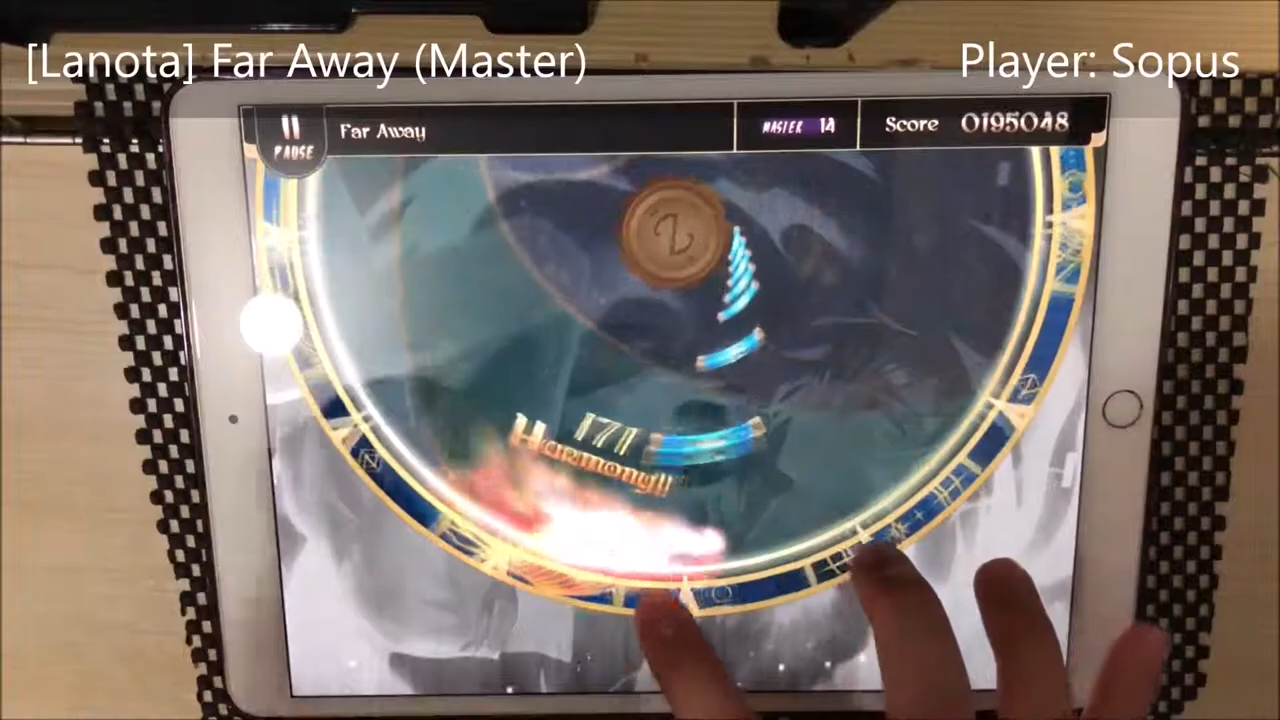 [Lanota] Far Away (Master)
Player: Sopus
PAUSE
Far Away
MASTER 14
Score 0195048
171
Harmony!!